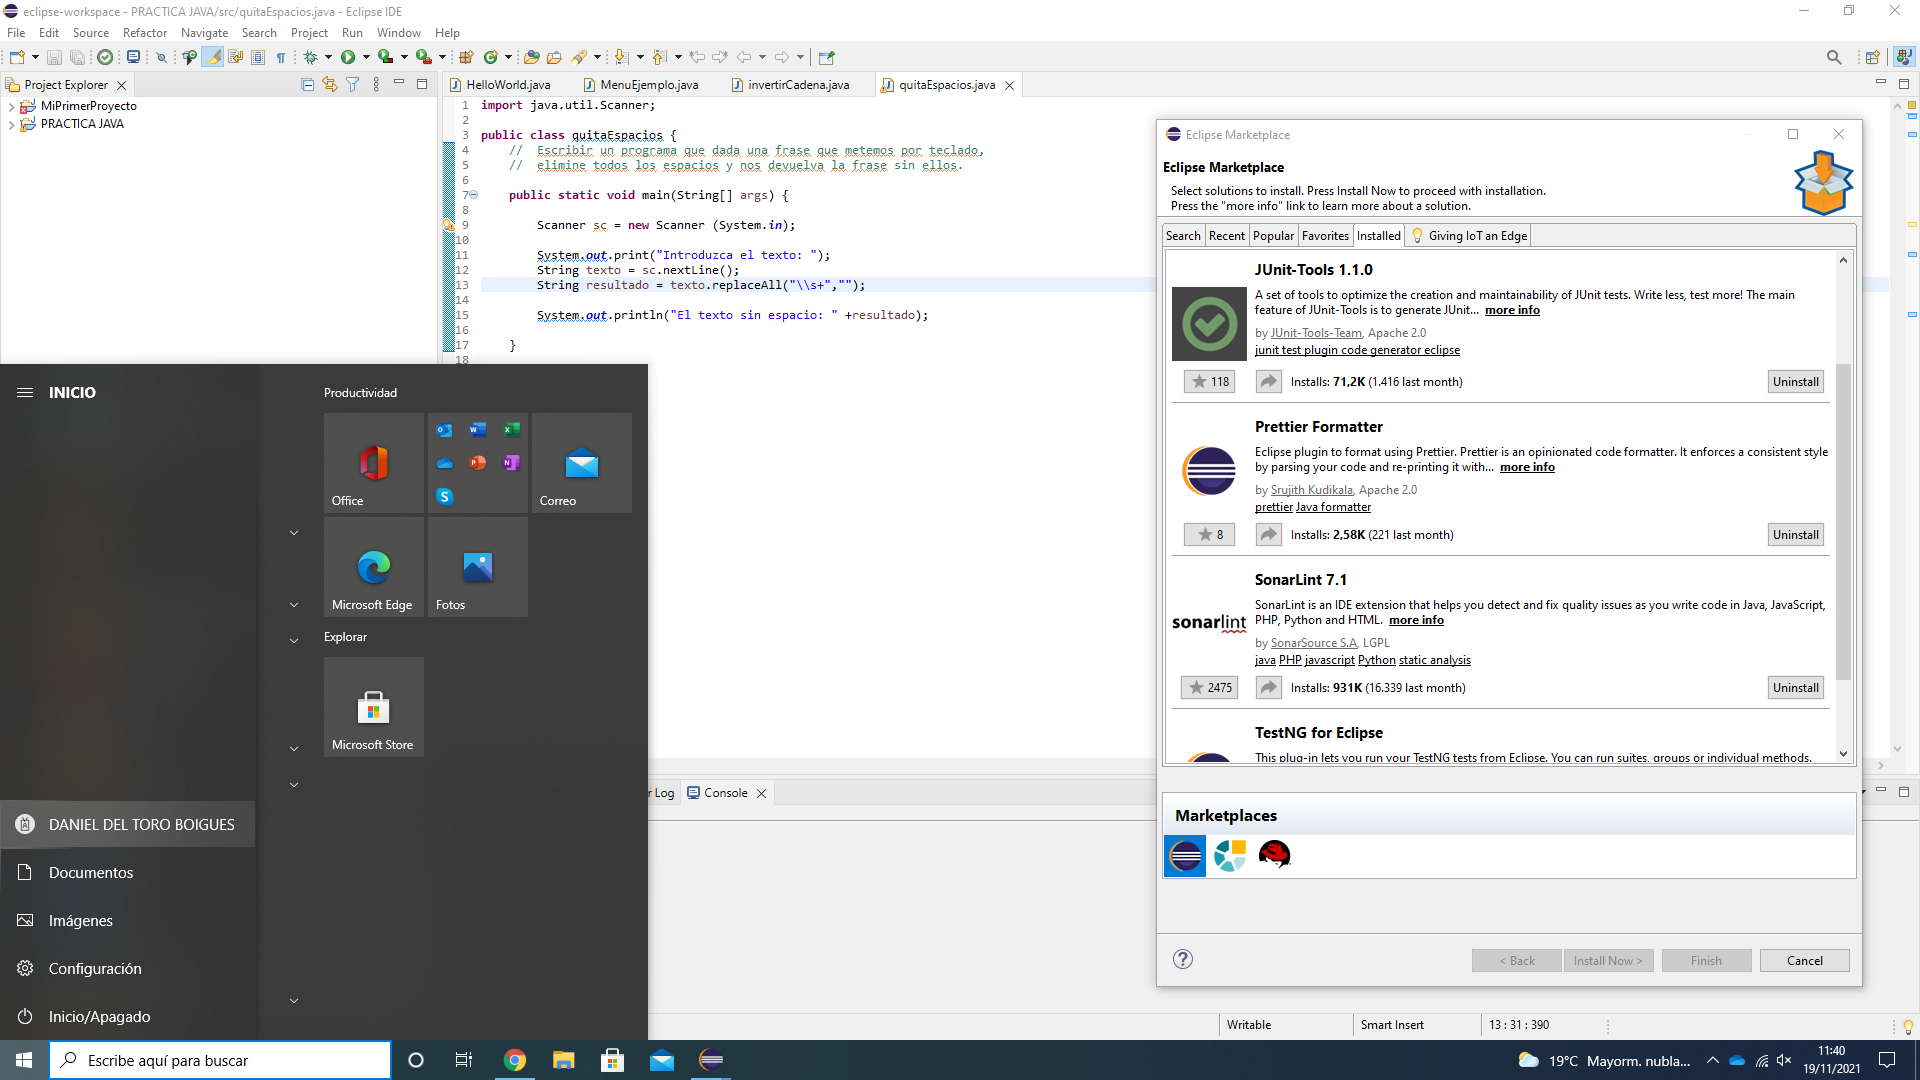 eclipse-workspace - PRACTICA JAVA/src/quitaEspacios.java - Eclipse IDE
File Edit Source Refactor Navigate Search Project Run Window Help
Project Explorer
MiPrimerProyecto
PRACTICA JAVA
HelloWorld.java MenuEjemplo.java invertirCadena.java quitaEspacios.java
1 import java.util.Scanner;
2
3 public class quitaEspacios {
4 // Escribir un programa que dada una frase que metemos por teclado,
5 // elimine todos los espacios y nos devuelva la frase sin ellos.
6
7 public static void main(String[] args) {
8
9 Scanner sc = new Scanner (System.in);
10
11 System.out.print("Introduzca el texto: ");
12 String texto = sc.nextLine();
13 String resultado = texto.replaceAll("\\s+","");
14
15 System.out.println("El texto sin espacio: " +resultado);
16
17 }
18
Eclipse Marketplace
Eclipse Marketplace
Select solutions to install. Press Install Now to proceed with installation.
Press the "more info" link to learn more about a solution.
Search Recent Popular Favorites Installed Giving IoT an Edge
JUnit-Tools 1.1.0
A set of tools to optimize the creation and maintainability of JUnit tests. Write less, test more! The main
feature of JUnit-Tools is to generate JUnit... more info
by JUnit-Tools-Team, Apache 2.0
junit test plugin code generator eclipse
118 Installs: 71,2K (1.416 last month) Uninstall
Prettier Formatter
Eclipse plugin to format using Prettier. Prettier is an opinionated code formatter. It enforces a consistent style
by parsing your code and re-printing it with... more info
by Srujith Kudikala, Apache 2.0
prettier Java formatter
8 Installs: 2,58K (221 last month) Uninstall
SonarLint 7.1
sonarlint
SonarLint is an IDE extension that helps you detect and fix quality issues as you write code in Java, JavaScript,
PHP, Python and HTML. more info
by SonarSource S.A, LGPL
java PHP javascript Python static analysis
2475 Installs: 931K (16.339 last month) Uninstall
TestNG for Eclipse
This plug-in lets you run your TestNG tests from Eclipse. You can run suites, groups or individual methods.
Marketplaces
< Back Install Now > Finish Cancel
INICIO
Productividad
Office
Correo
Microsoft Edge
Fotos
Explorar
Microsoft Store
DANIEL DEL TORO BOIGUES
Documentos
Imágenes
Configuración
Inicio/Apagado
r Log Console
Writable Smart Insert 13 : 31 : 390
Escribe aquí para buscar
19°C Mayorm. nubla...
11:40
19/11/2021